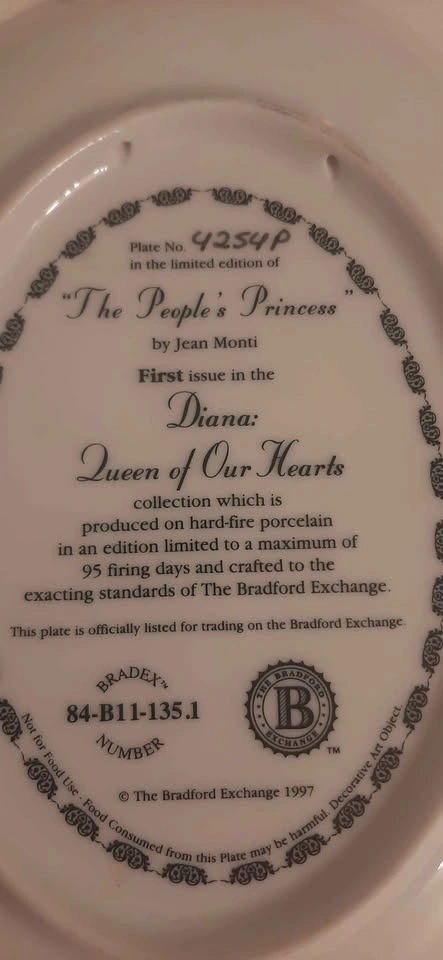 Plate No. 4254P
in the limited edition of
"The People's Princess"
by Jean Monti
First issue in the
Diana:
Queen of Our Hearts
collection which is
produced on hard-fire porcelain
in an edition limited to a maximum of
95 firing days and crafted to the
exacting standards of The Bradford Exchange.
This plate is officially listed for trading on the Bradford Exchange.
BRADEX™
84-B11-135.1
NUMBER
THE BRADFORD
B
EXCHANGE
™
© The Bradford Exchange 1997
Not for Food Use · Food Consumed from this Plate may be harmful. Decorative Art Object.